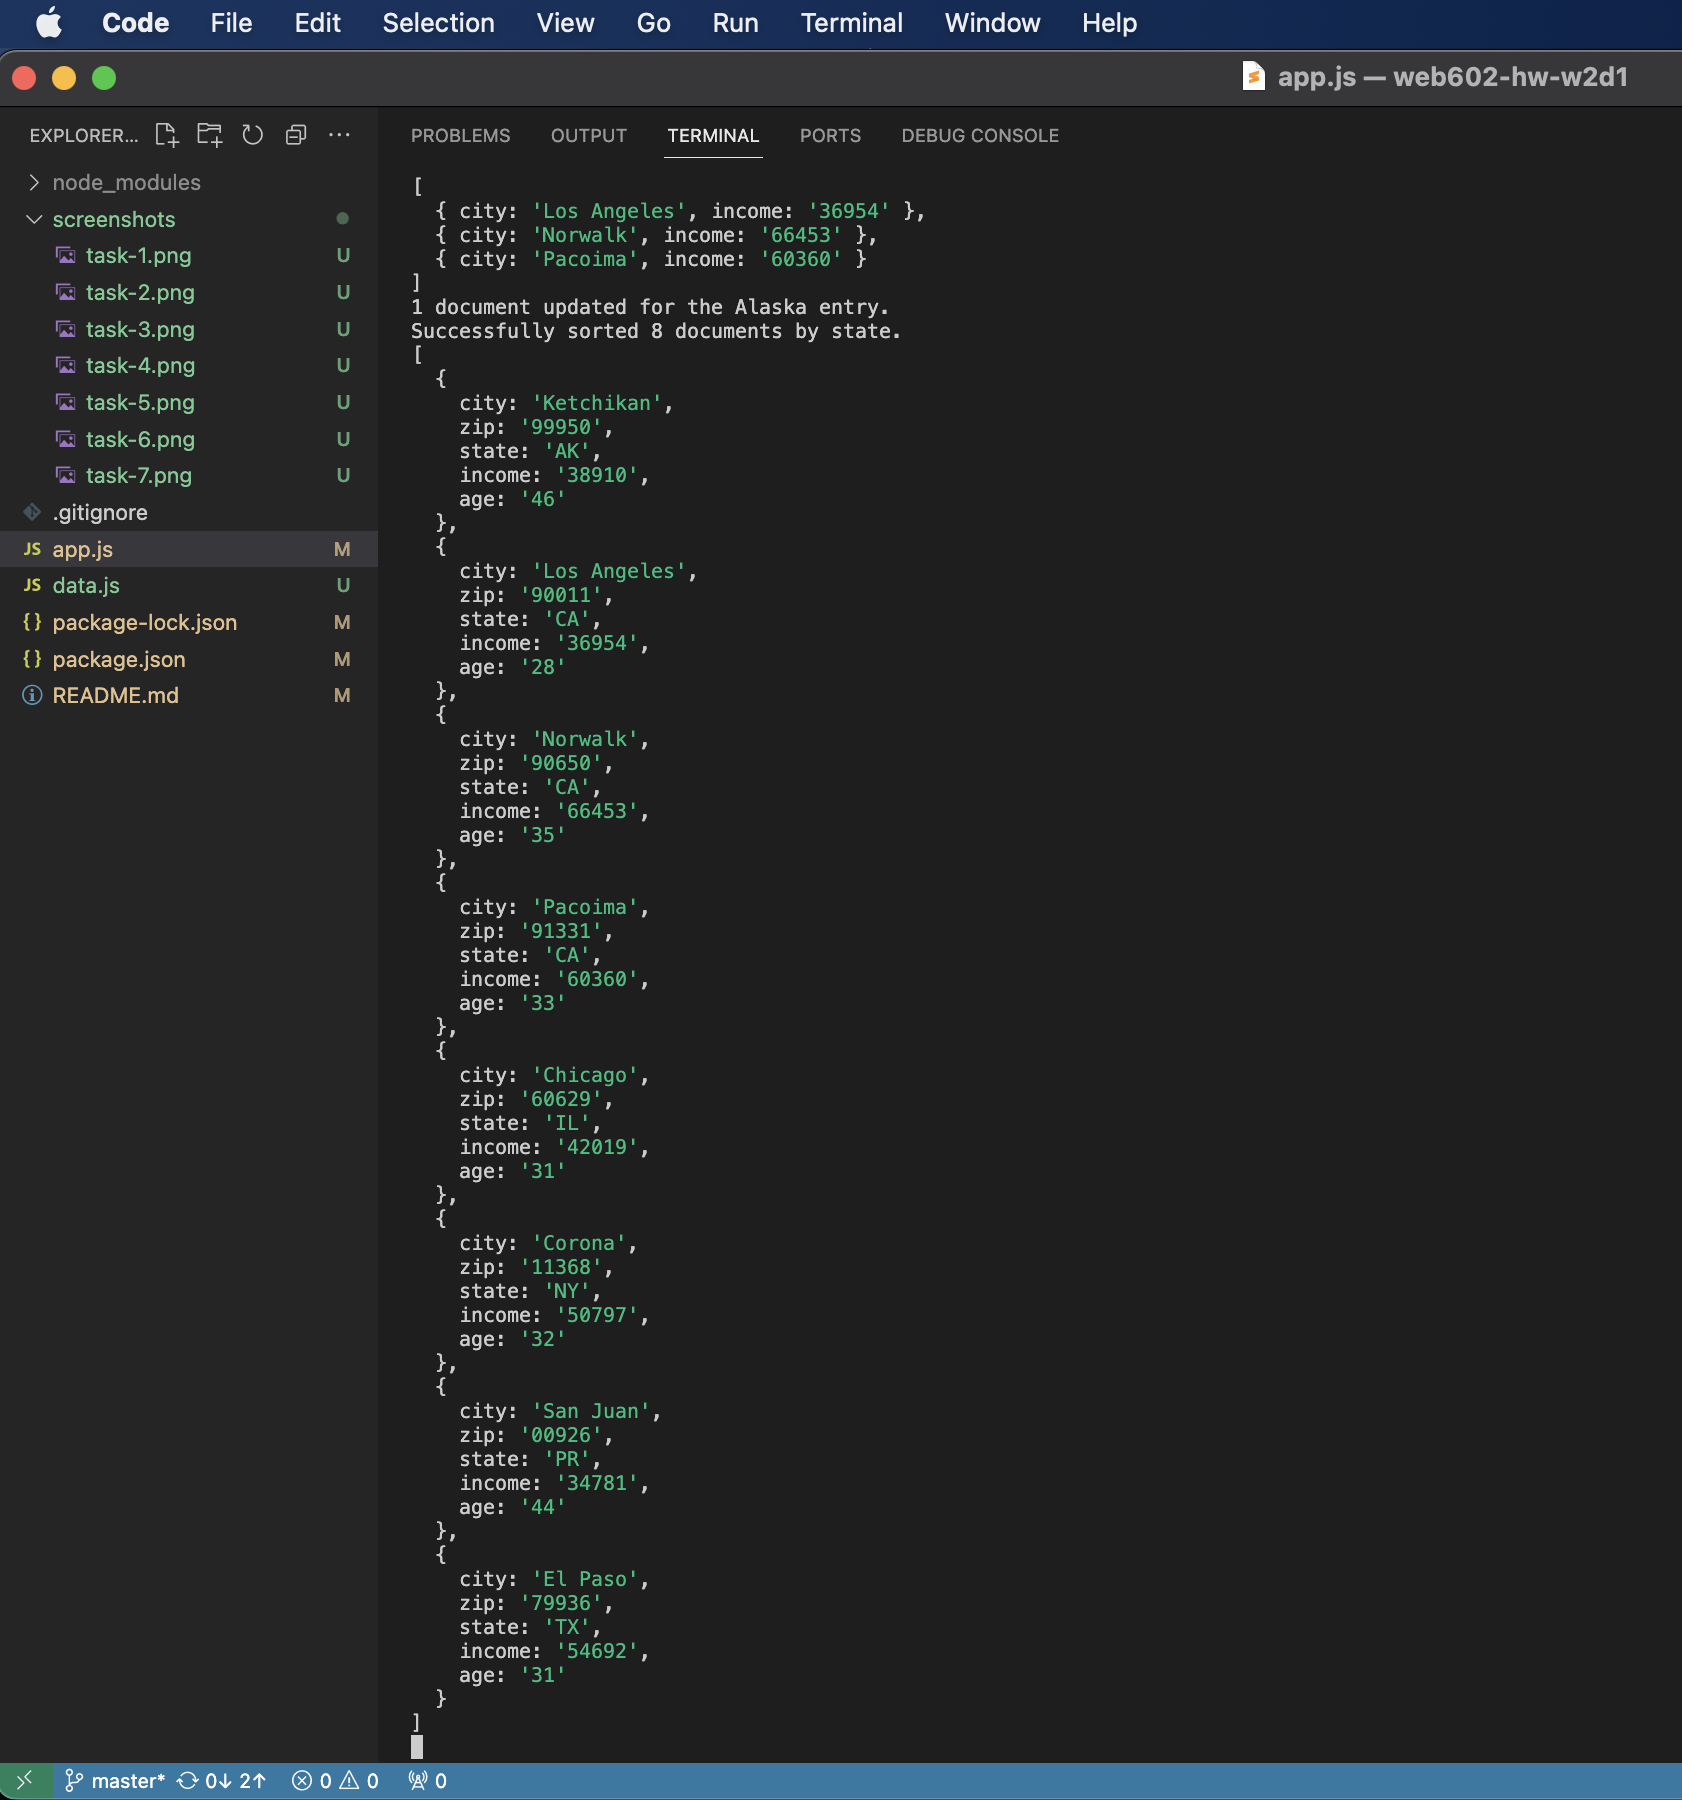 Code File Edit Selection View Go Run Terminal Window Help
app.js — web602-hw-w2d1
EXPLORER...
node_modules
screenshots
task-1.png U
task-2.png U
task-3.png U
task-4.png U
task-5.png U
task-6.png U
task-7.png U
.gitignore
JS app.js M
JS data.js U
{} package-lock.json M
{} package.json M
README.md M
PROBLEMS OUTPUT TERMINAL PORTS DEBUG CONSOLE
[
  { city: 'Los Angeles', income: '36954' },
  { city: 'Norwalk', income: '66453' },
  { city: 'Pacoima', income: '60360' }
]
1 document updated for the Alaska entry.
Successfully sorted 8 documents by state.
[
  {
    city: 'Ketchikan',
    zip: '99950',
    state: 'AK',
    income: '38910',
    age: '46'
  },
  {
    city: 'Los Angeles',
    zip: '90011',
    state: 'CA',
    income: '36954',
    age: '28'
  },
  {
    city: 'Norwalk',
    zip: '90650',
    state: 'CA',
    income: '66453',
    age: '35'
  },
  {
    city: 'Pacoima',
    zip: '91331',
    state: 'CA',
    income: '60360',
    age: '33'
  },
  {
    city: 'Chicago',
    zip: '60629',
    state: 'IL',
    income: '42019',
    age: '31'
  },
  {
    city: 'Corona',
    zip: '11368',
    state: 'NY',
    income: '50797',
    age: '32'
  },
  {
    city: 'San Juan',
    zip: '00926',
    state: 'PR',
    income: '34781',
    age: '44'
  },
  {
    city: 'El Paso',
    zip: '79936',
    state: 'TX',
    income: '54692',
    age: '31'
  }
]
master* 0↓ 2↑ 0 0 0